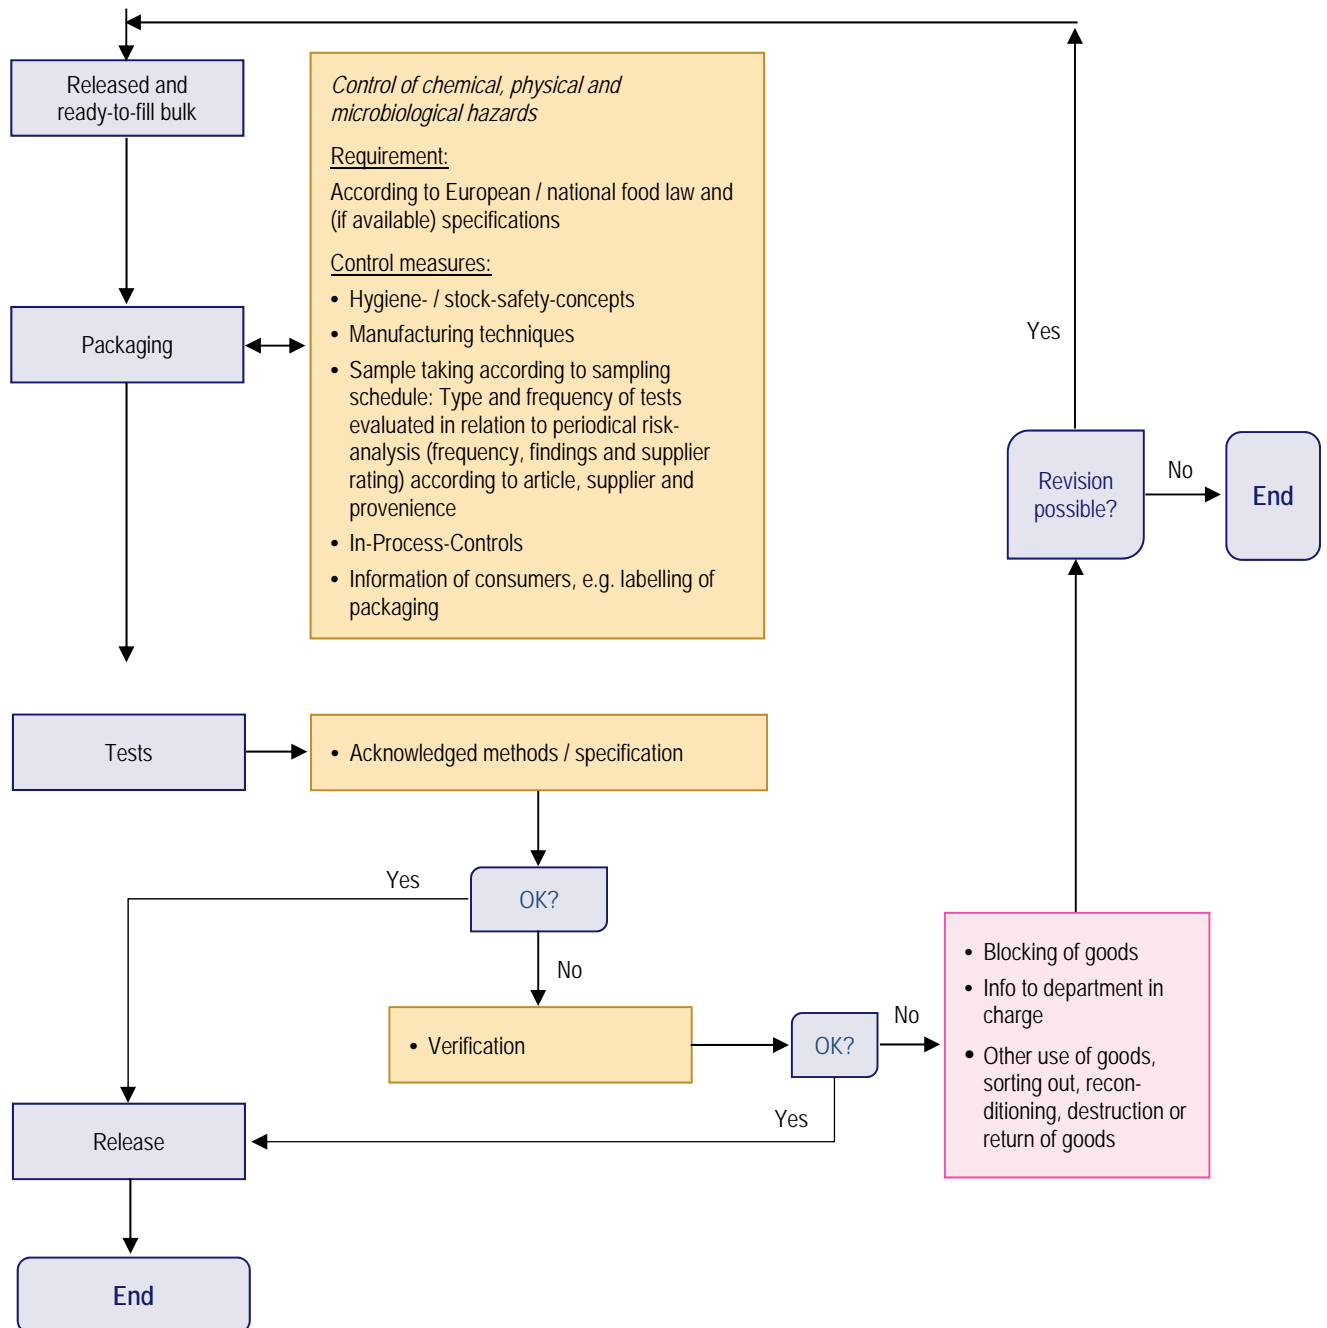 Released and
ready-to-fill bulk
Control of chemical, physical and
microbiological hazards
Requirement:
According to European / national food law and
(if available) specifications
Control measures:
• Hygiene- / stock-safety-concepts
• Manufacturing techniques
• Sample taking according to sampling
schedule: Type and frequency of tests
evaluated in relation to periodical risk-
analysis (frequency, findings and supplier
rating) according to article, supplier and
provenience
• In-Process-Controls
• Information of consumers, e.g. labelling of
packaging
Packaging
Yes
Revision
possible?
No
End
Tests
• Acknowledged methods / specification
Yes
OK?
No
• Verification
OK?
No
Yes
• Blocking of goods
• Info to department in
charge
• Other use of goods,
sorting out, recon-
ditioning, destruction or
return of goods
Release
End